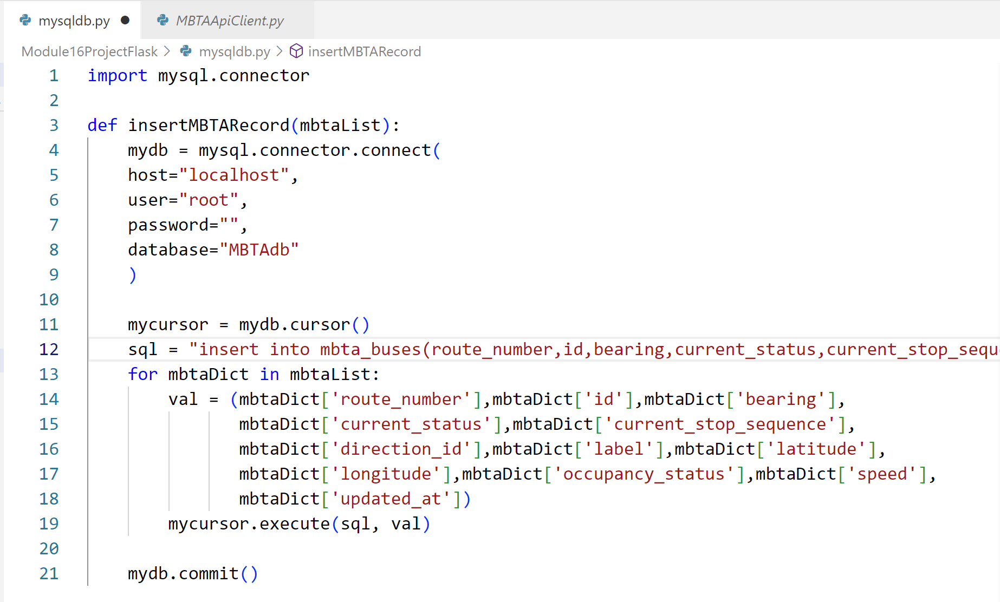 mysqldb.py MBTAApiClient.py
Module16ProjectFlask > mysqldb.py > insertMBTARecord
1 import mysql.connector
2
3 def insertMBTARecord(mbtaList):
4 mydb = mysql.connector.connect(
5 host="localhost",
6 user="root",
7 password="",
8 database="MBTAdb"
9 )
10
11 mycursor = mydb.cursor()
12 sql = "insert into mbta_buses(route_number,id,bearing,current_status,current_stop_sequ
13 for mbtaDict in mbtaList:
14 val = (mbtaDict['route_number'],mbtaDict['id'],mbtaDict['bearing'],
15 mbtaDict['current_status'],mbtaDict['current_stop_sequence'],
16 mbtaDict['direction_id'],mbtaDict['label'],mbtaDict['latitude'],
17 mbtaDict['longitude'],mbtaDict['occupancy_status'],mbtaDict['speed'],
18 mbtaDict['updated_at'])
19 mycursor.execute(sql, val)
20
21 mydb.commit()